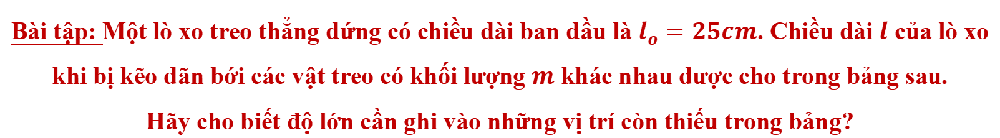 Bài tập: Một lò xo treo thẳng đứng có chiều dài ban đầu là lₒ = 25cm. Chiều dài l của lò xo
khi bị kẽo dãn bới các vật treo có khối lượng m khác nhau được cho trong bảng sau.
Hãy cho biết độ lớn cần ghi vào những vị trí còn thiếu trong bảng?